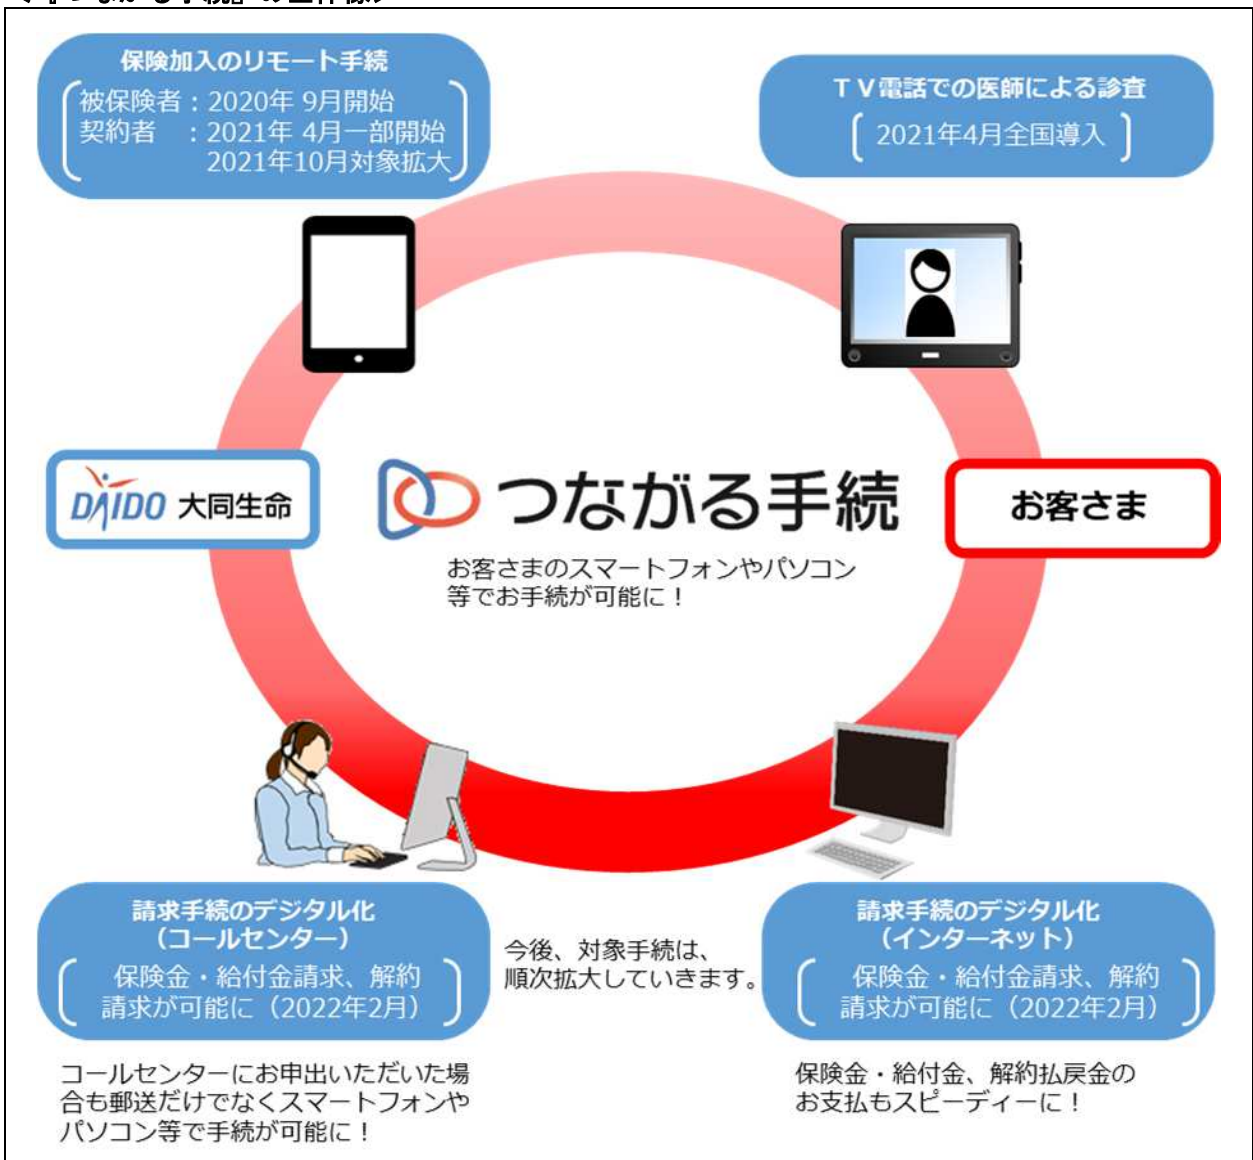 保険加入のリモート手続
被保険者：2020年 9月開始
契約者　：2021年 4月一部開始
2021年10月対象拡大
ＴＶ電話での医師による診査
2021年4月全国導入
DAIDO 大同生命
つながる手続
お客さま
お客さまのスマートフォンやパソコン
等でお手続が可能に！
請求手続のデジタル化
（コールセンター）
保険金・給付金請求、解約
請求が可能に（2022年2月）
今後、対象手続は、
順次拡大していきます。
請求手続のデジタル化
（インターネット）
保険金・給付金請求、解約
請求が可能に（2022年2月）
コールセンターにお申出いただいた場
合も郵送だけでなくスマートフォンや
パソコン等で手続が可能に！
保険金・給付金、解約払戻金の
お支払もスピーディーに！